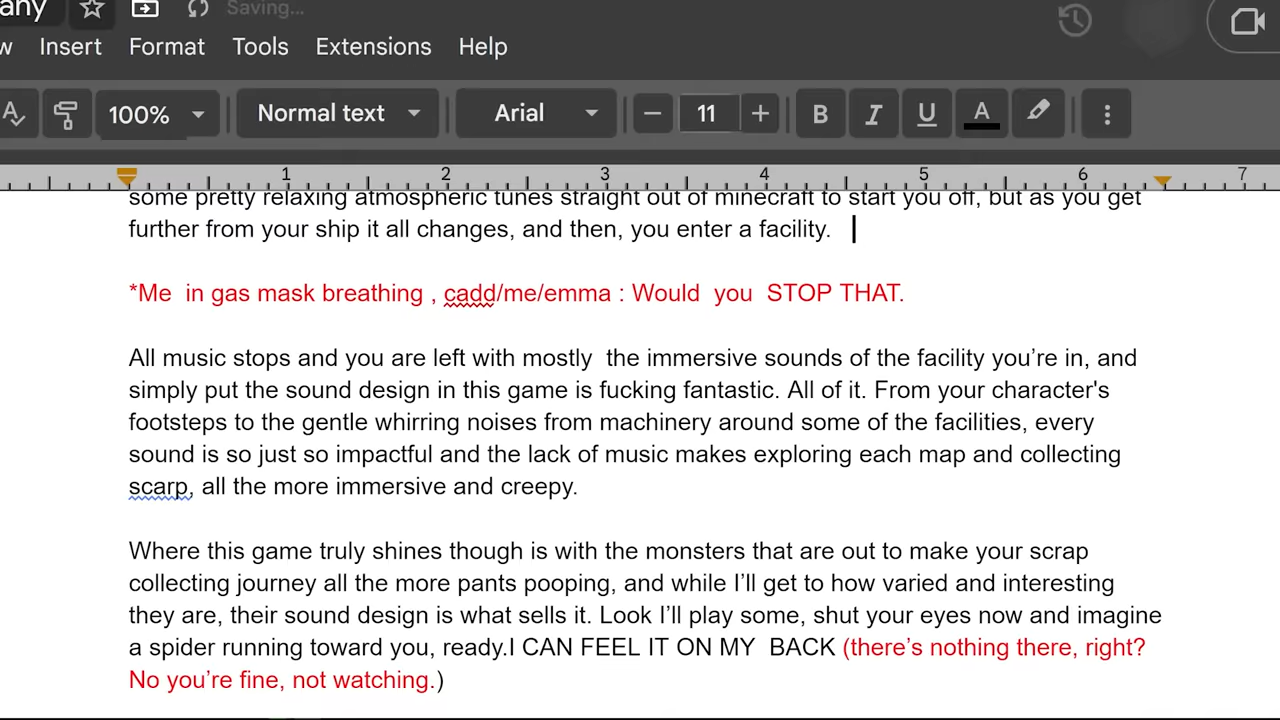 any
Saving...
w Insert Format Tools Extensions Help
100% Normal text Arial 11 B I U A
1 2 3 4 5 6 7
some pretty relaxing atmospheric tunes straight out of minecraft to start you off, but as you get
further from your ship it all changes, and then, you enter a facility.
*Me  in gas mask breathing , cadd/me/emma : Would  you  STOP THAT.
All music stops and you are left with mostly  the immersive sounds of the facility you’re in, and
simply put the sound design in this game is fucking fantastic. All of it. From your character's
footsteps to the gentle whirring noises from machinery around some of the facilities, every
sound is so just so impactful and the lack of music makes exploring each map and collecting
scarp, all the more immersive and creepy.
Where this game truly shines though is with the monsters that are out to make your scrap
collecting journey all the more pants pooping, and while I’ll get to how varied and interesting
they are, their sound design is what sells it. Look I’ll play some, shut your eyes now and imagine
a spider running toward you, ready.I CAN FEEL IT ON MY  BACK (there’s nothing there, right?
No you’re fine, not watching.)